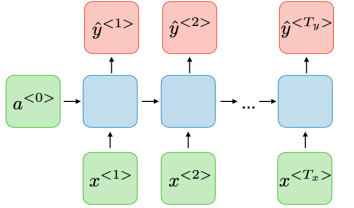 ŷ<1> ŷ<2> ŷ<Ty>
a<0> ...
x<1> x<2> x<Tx>